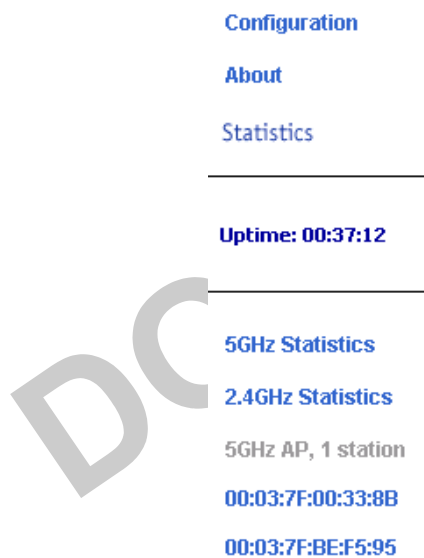 Configuration
About
Statistics
Uptime: 00:37:12
5GHz Statistics
2.4GHz Statistics
5GHz AP, 1 station
00:03:7F:00:33:8B
00:03:7F:BE:F5:95